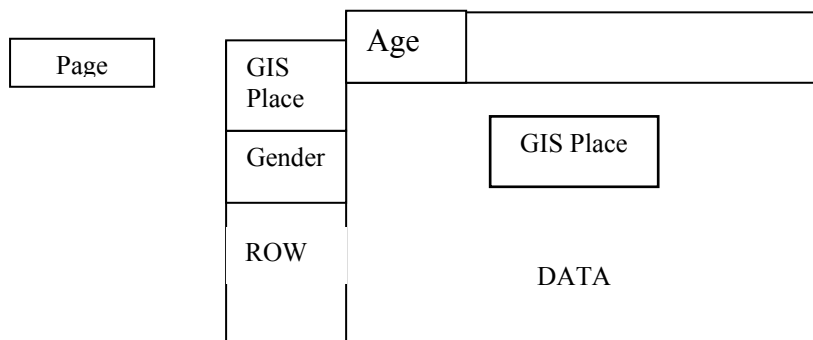 Age
Page
GIS
Place
GIS Place
Gender
ROW
DATA